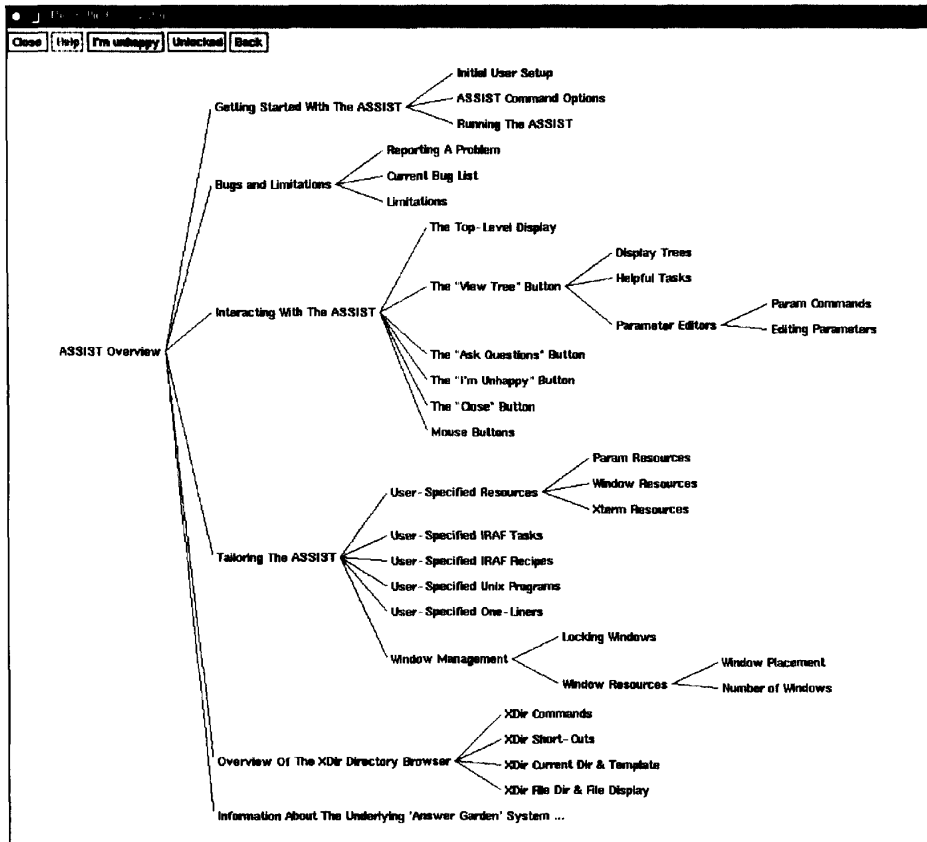 Close Help I'm unhappy Unlocked Back
Initial User Setup
Getting Started With The ASSIST
ASSIST Command Options
Running The ASSIST
Reporting A Problem
Bugs and Limitations
Current Bug List
Limitations
The Top-Level Display
Display Trees
The "View Tree" Button
Helpful Tasks
Param Commands
Interacting With The ASSIST
Parameter Editors
Editing Parameters
ASSIST Overview
The "Ask Questions" Button
The "I'm Unhappy" Button
The "Close" Button
Mouse Buttons
Param Resources
User-Specified Resources
Window Resources
Xterm Resources
User-Specified IRAF Tasks
Tailoring The ASSIST
User-Specified IRAF Recipes
User-Specified Unix Programs
User-Specified One-Liners
Locking Windows
Window Management
Window Placement
Window Resources
Number of Windows
XDir Commands
XDir Short-Cuts
Overview Of The XDir Directory Browser
XDir Current Dir & Template
XDir File Dir & File Display
Information About The Underlying 'Answer Garden' System ...